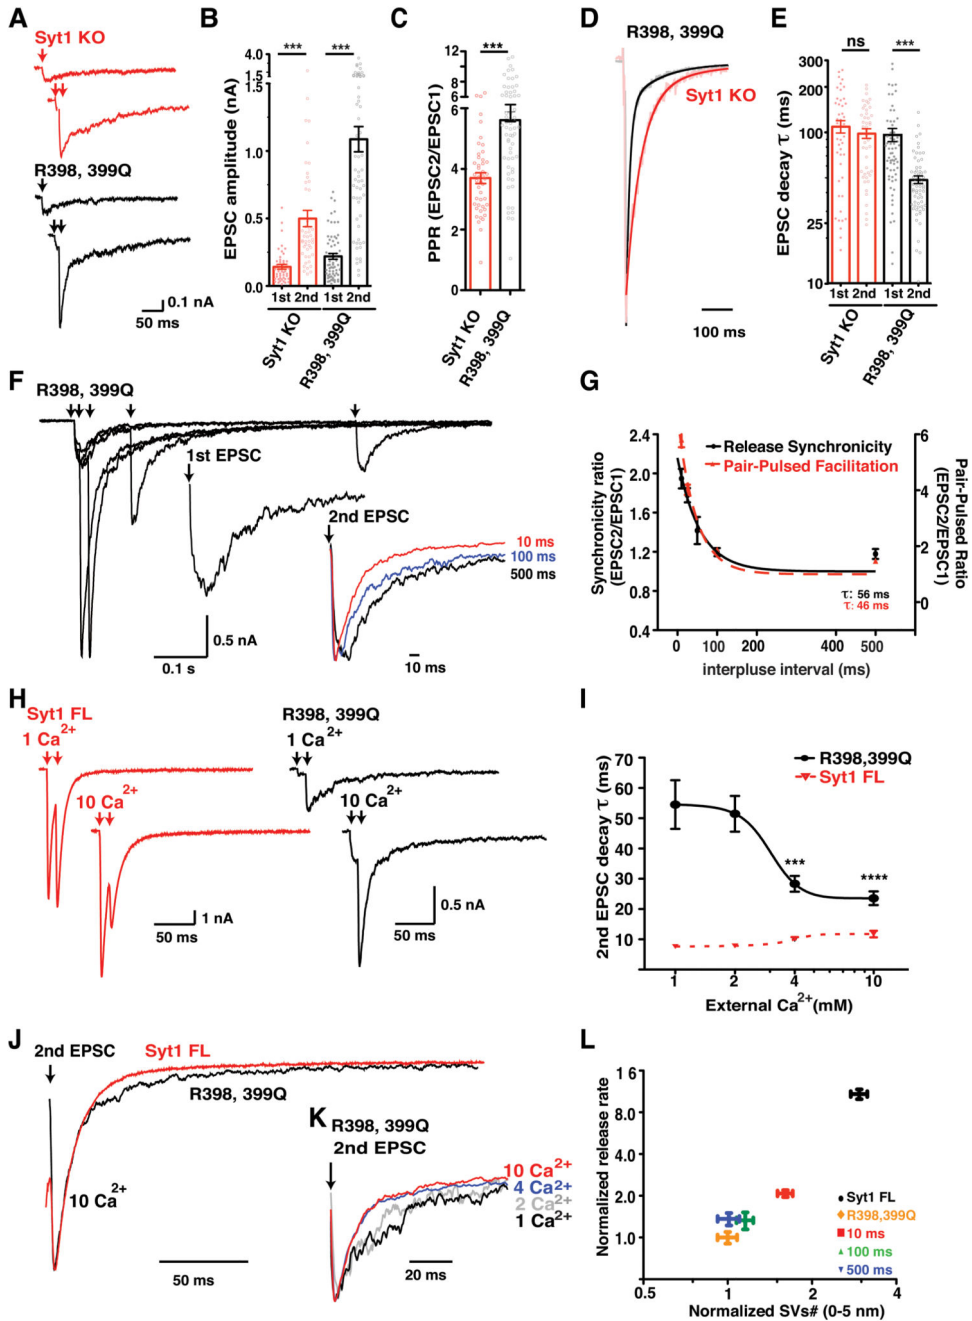 A
Syt1 KO
R398, 399Q
0.1 nA
50 ms
B
EPSC amplitude (nA)
4.0
1.5
1.5
1.0
0.5
0.0
***
***
1st 2nd 1st 2nd
Syt1 KO
R398, 399Q
C
PPR (EPSC2/EPSC1)
12
10
8
6
6
4
2
0
***
Syt1 KO
R398, 399Q
D
R398, 399Q
Syt1 KO
100 ms
E
EPSC decay τ (ms)
300
200
100
25
10
ns
***
1st 2nd 1st 2nd
Syt1 KO
R398, 399Q
F
R398, 399Q
1st EPSC
0.5 nA
0.1 s
2nd EPSC
10 ms
100 ms
500 ms
10 ms
G
Synchronicity ratio
(EPSC2/EPSC1)
2.4
2.0
1.6
1.2
0.8
0.4
Release Synchronicity
Pair-Pulsed Facilitation
6
4
2
0
Pair-Pulsed Ratio
(EPSC2/EPSC1)
τ: 56 ms
τ: 46 ms
0 100 200 400 500
interpluse interval (ms)
H
Syt1 FL
1 Ca2+
10 Ca2+
1 nA
50 ms
R398, 399Q
1 Ca2+
10 Ca2+
0.5 nA
50 ms
I
2nd EPSC decay τ (ms)
70
60
50
40
30
20
10
R398,399Q
Syt1 FL
***
****
1 2 4 10
External Ca2+(mM)
J
2nd EPSC
Syt1 FL
R398, 399Q
10 Ca2+
50 ms
K
R398, 399Q
2nd EPSC
10 Ca2+
4 Ca2+
2 Ca2+
1 Ca2+
20 ms
L
Normalized release rate
16
8.0
4.0
2.0
1.0
Syt1 FL
R398,399Q
10 ms
100 ms
500 ms
0.5 1 2 4
Normalized SVs# (0-5 nm)